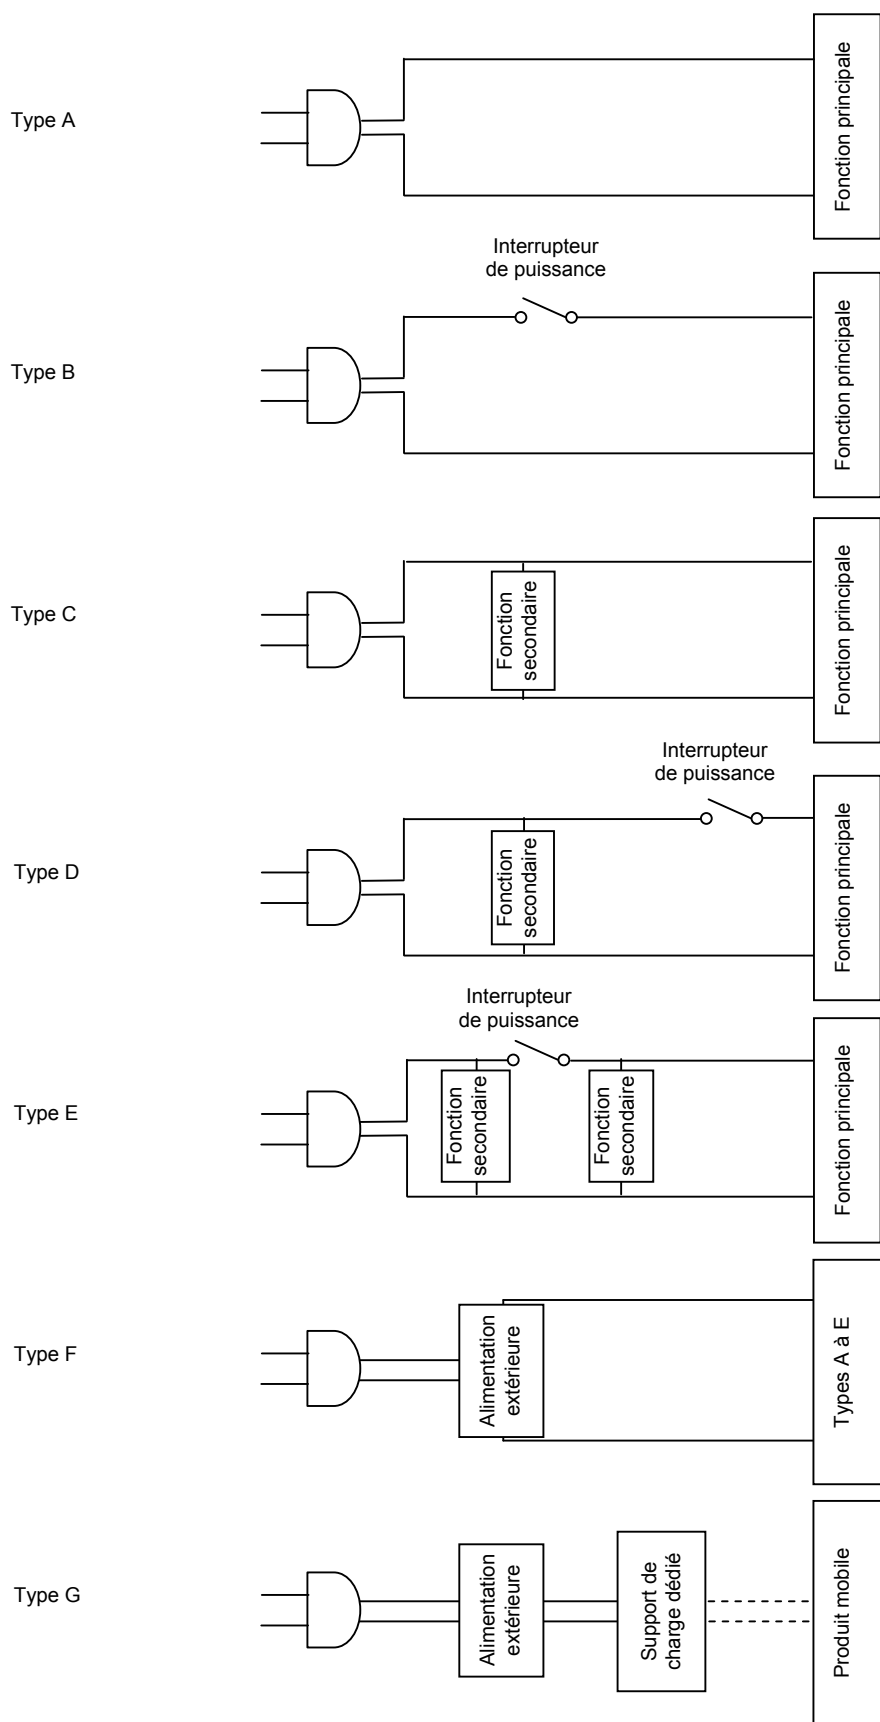 Type A
Fonction principale
Interrupteur
de puissance
Type B
Fonction principale
Type C
Fonction
secondaire
Fonction principale
Interrupteur
de puissance
Type D
Fonction
secondaire
Fonction principale
Interrupteur
de puissance
Type E
Fonction
secondaire
Fonction
secondaire
Fonction principale
Type F
Alimentation
extérieure
Types A à E
Type G
Alimentation
extérieure
Support de
charge dédié
Produit mobile